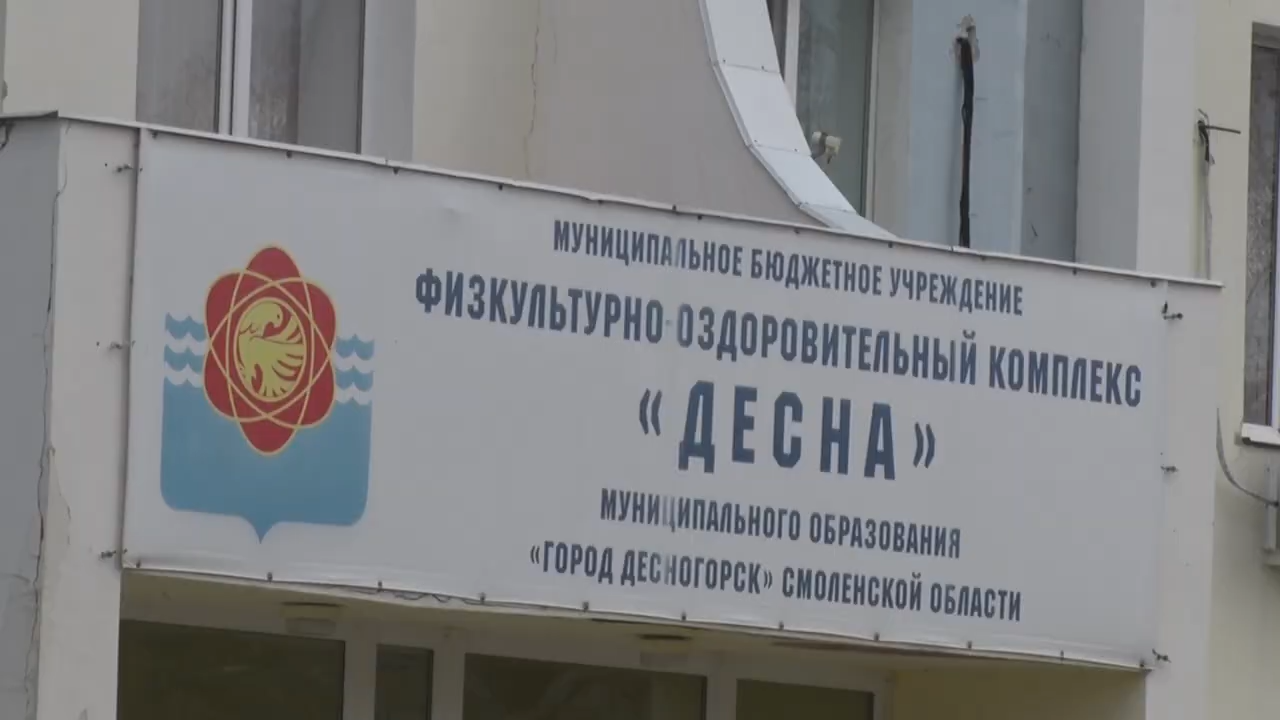 МУНИЦИПАЛЬНОЕ БЮДЖЕТНОЕ УЧРЕЖДЕНИЕ
ФИЗКУЛЬТУРНО-ОЗДОРОВИТЕЛЬНЫЙ КОМПЛЕКС
«ДЕСНА»
МУНИЦИПАЛЬНОГО ОБРАЗОВАНИЯ
«ГОРОД ДЕСНОГОРСК» СМОЛЕНСКОЙ ОБЛАСТИ